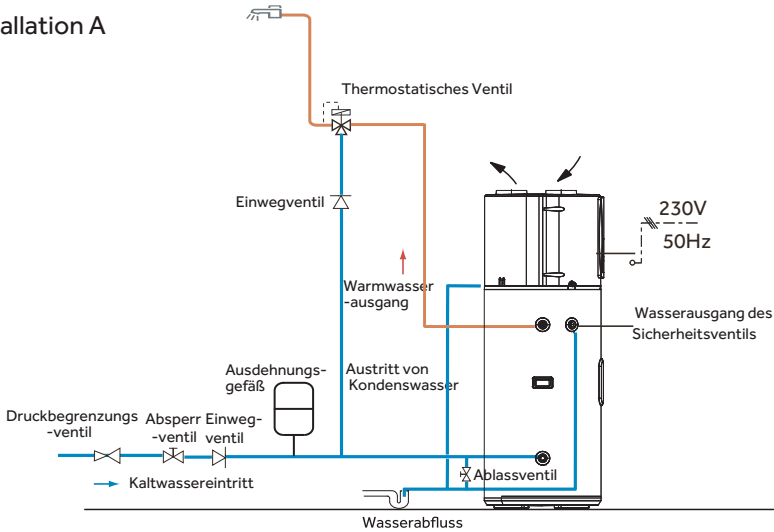 allation A
Thermostatisches Ventil
Einwegventil
230V
50Hz
Warmwasser
-ausgang
Wasserausgang des
Sicherheitsventils
Ausdehnungs-
gefäß
Austritt von
Kondenswasser
Druckbegrenzungs
-ventil
Absperr
-ventil
Einweg-
ventil
Kaltwassereintritt
Ablassventil
Wasserabfluss